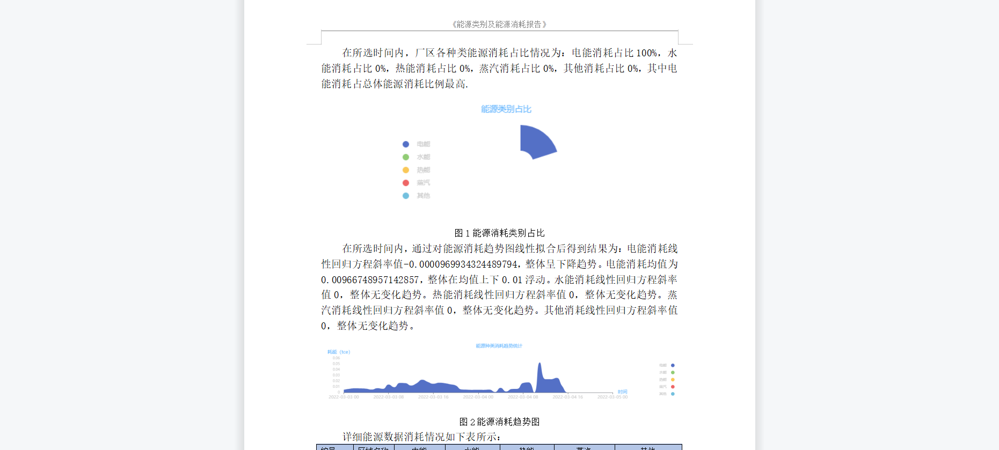 《能源类别及能源消耗报告》
在所选时间内，厂区各种类能源消耗占比情况为：电能消耗占比100%，水
能消耗占比0%，热能消耗占比0%，蒸汽消耗占比0%，其他消耗占比0%，其中电
能消耗占总体能源消耗比例最高.
能源类别占比
电能
水能
热能
蒸汽
其他
图1能源消耗类别占比
在所选时间内，通过对能源消耗趋势图线性拟合后得到结果为：电能消耗线
性回归方程斜率值-0.0000969934324489794，整体呈下降趋势。电能消耗均值为
0.00966748957142857，整体在均值上下0.01浮动。水能消耗线性回归方程斜率
值0，整体无变化趋势。热能消耗线性回归方程斜率值0，整体无变化趋势。蒸
汽消耗线性回归方程斜率值0，整体无变化趋势。其他消耗线性回归方程斜率值
0，整体无变化趋势。
能源种类消耗趋势统计
耗能（tce）
0.06
0.05
0.04
0.03
0.02
0.01
0
2022-03-03 00 2022-03-03 08 2022-03-03 16 2022-03-04 00 2022-03-04 08 2022-03-04 16 2022-03-05 00
时间
电能
水能
热能
蒸汽
其他
图2能源消耗趋势图
详细能源数据消耗情况如下表所示：
编号 区域名称 电能 水能 热能 蒸汽 其他